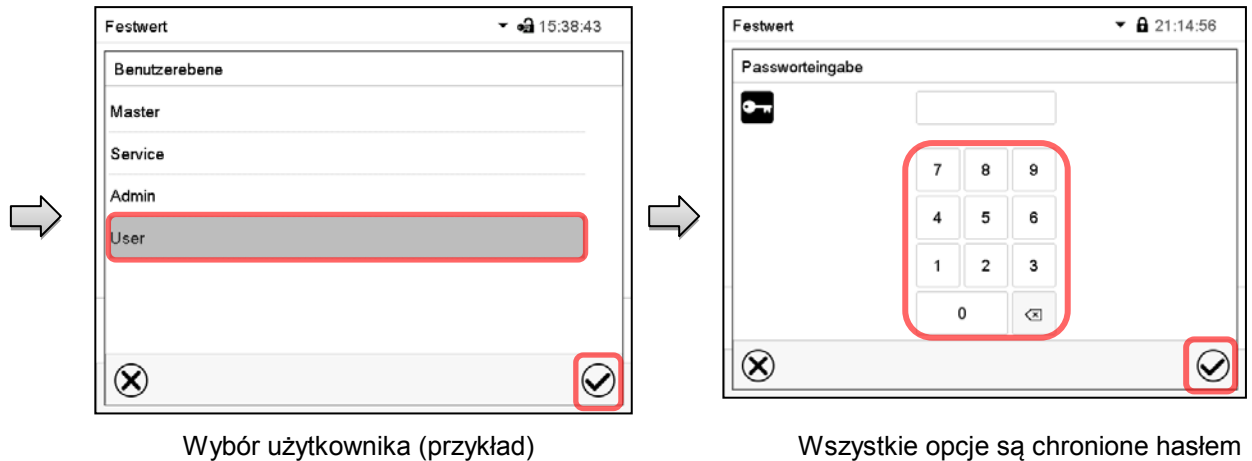 Festwert
15:38:43
Benutzerebene
Master
Service
Admin
User
Wybór użytkownika (przykład)
Festwert
21:14:56
Passworteingabe
7 8 9
4 5 6
1 2 3
0
Wszystkie opcje są chronione hasłem